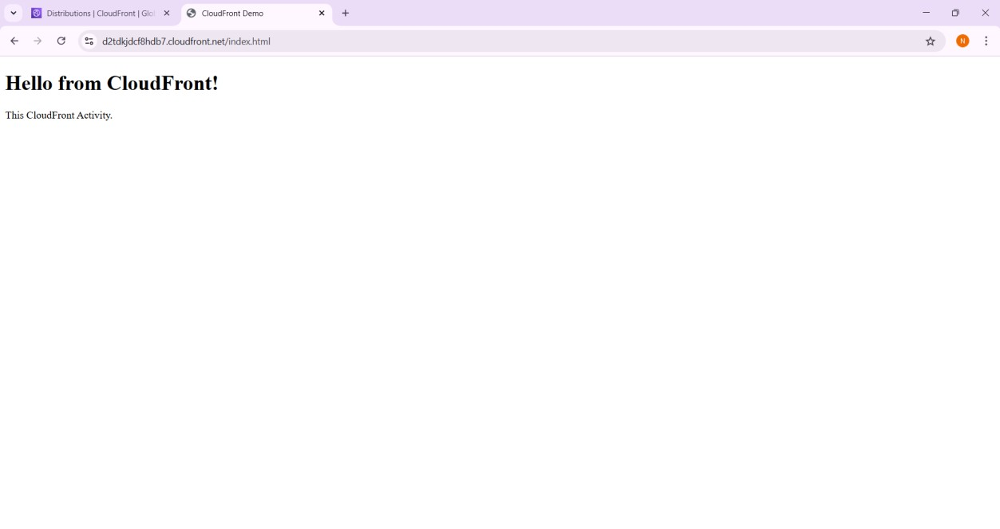 Distributions | CloudFront | Glo
CloudFront Demo
d2tdkjdcf8hdb7.cloudfront.net/index.html
N
Hello from CloudFront!
This CloudFront Activity.